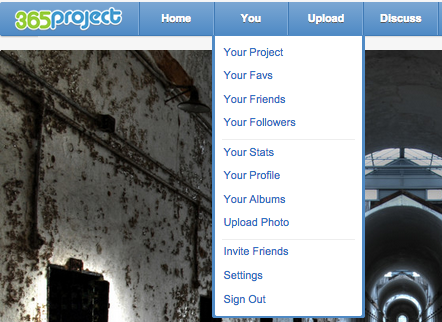 365project
Home You Upload Discuss
Your Project
Your Favs
Your Friends
Your Followers
Your Stats
Your Profile
Your Albums
Upload Photo
Invite Friends
Settings
Sign Out